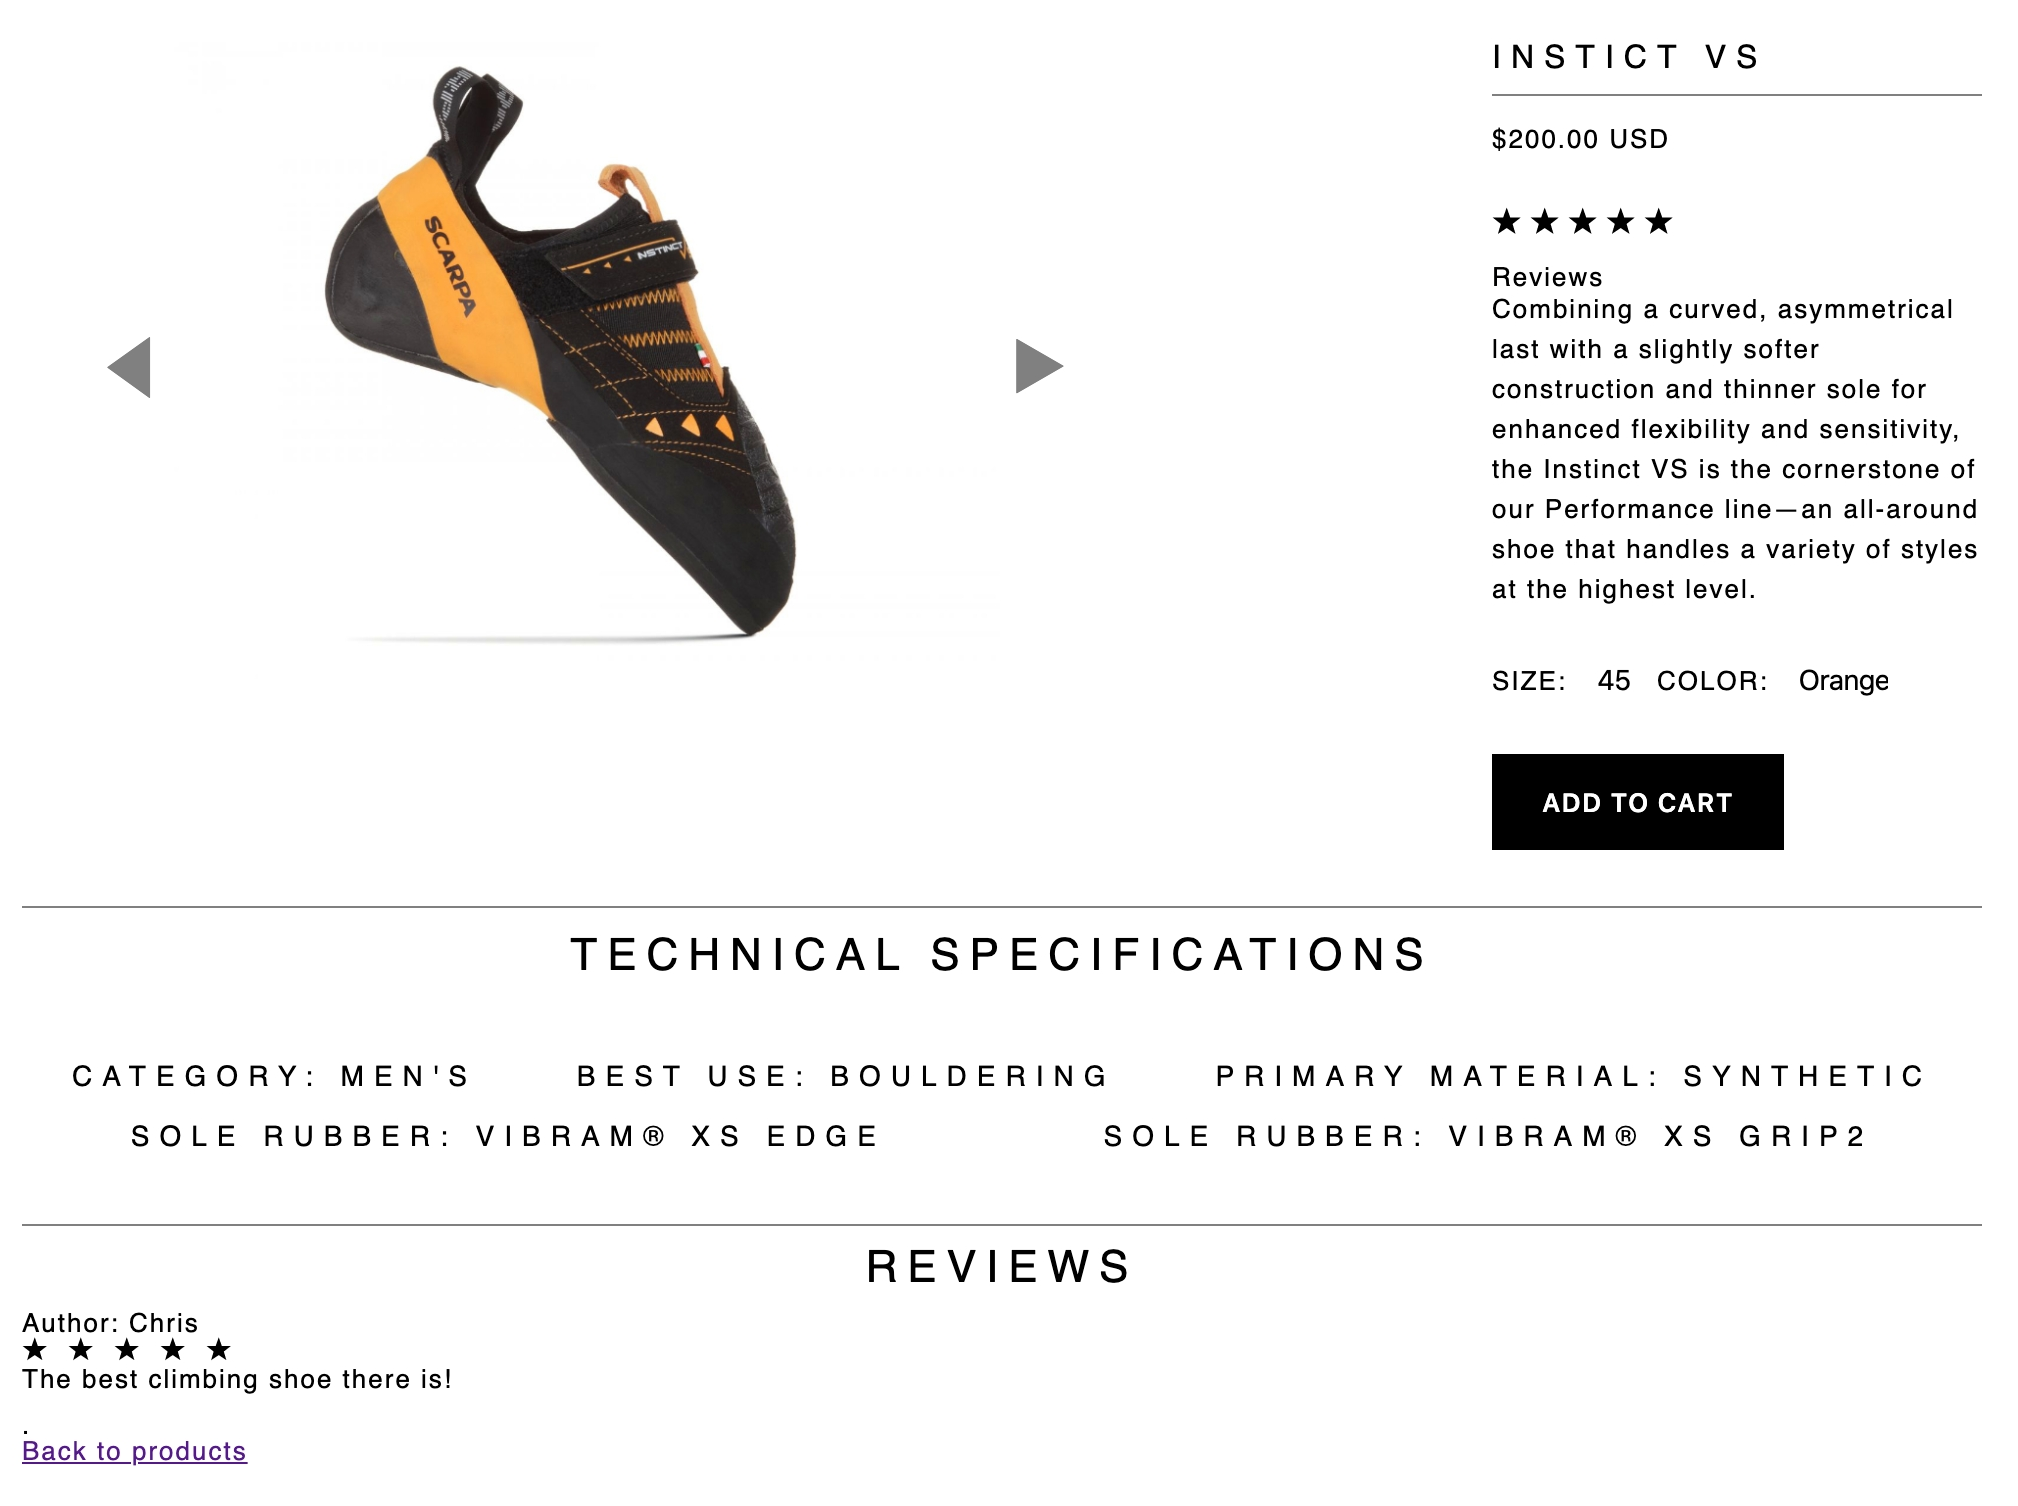 SCARPA
INSTINCT
INSTICT VS
$200.00 USD
★★★★★
Reviews
Combining a curved, asymmetrical
last with a slightly softer
construction and thinner sole for
enhanced flexibility and sensitivity,
the Instinct VS is the cornerstone of
our Performance line—an all-around
shoe that handles a variety of styles
at the highest level.
SIZE: 45 COLOR: Orange
ADD TO CART
TECHNICAL SPECIFICATIONS
CATEGORY: MEN'S BEST USE: BOULDERING PRIMARY MATERIAL: SYNTHETIC
SOLE RUBBER: VIBRAM® XS EDGE SOLE RUBBER: VIBRAM® XS GRIP2
REVIEWS
Author: Chris
★ ★ ★ ★ ★
The best climbing shoe there is!
.
Back to products